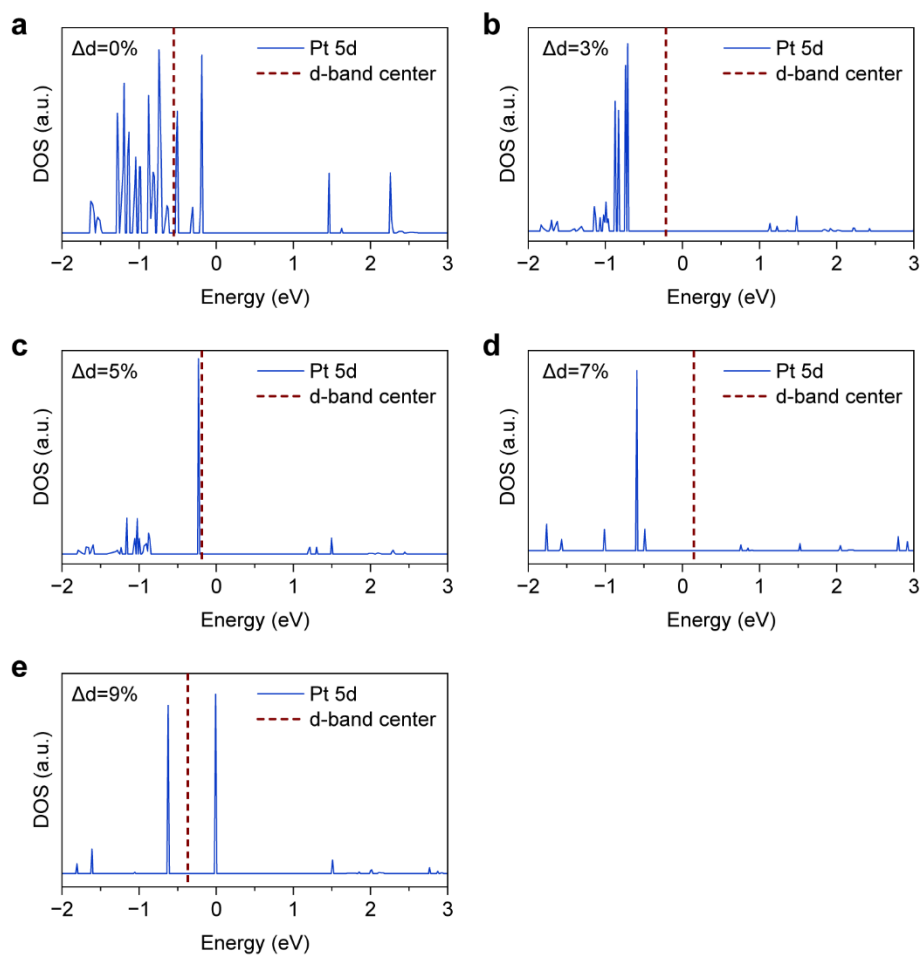 a
Δd=0%
Pt 5d
d-band center
DOS (a.u.)
−2 −1 0 1 2 3
Energy (eV)
b
Δd=3%
Pt 5d
d-band center
DOS (a.u.)
−2 −1 0 1 2 3
Energy (eV)
c
Δd=5%
Pt 5d
d-band center
DOS (a.u.)
−2 −1 0 1 2 3
Energy (eV)
d
Δd=7%
Pt 5d
d-band center
DOS (a.u.)
−2 −1 0 1 2 3
Energy (eV)
e
Δd=9%
Pt 5d
d-band center
DOS (a.u.)
−2 −1 0 1 2 3
Energy (eV)